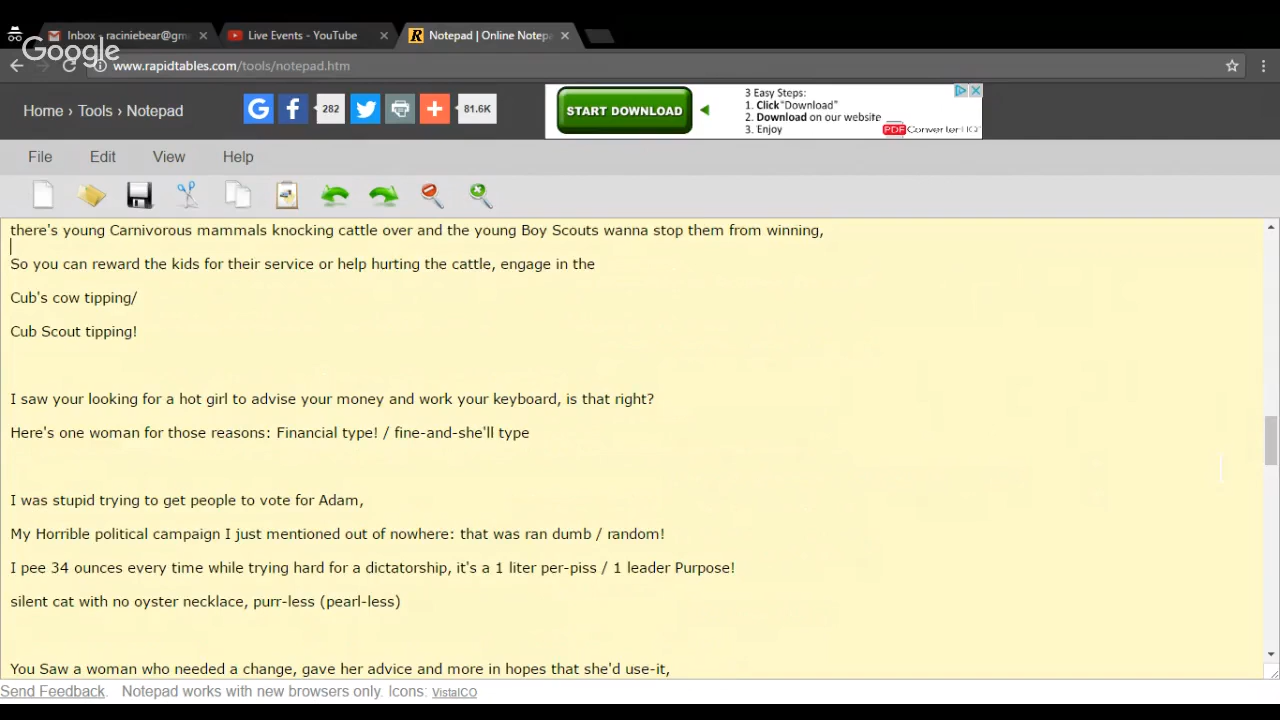 Inbox - raciniebear@gm
Live Events - YouTube
Notepad | Online Notepa
Google
www.rapidtables.com/tools/notepad.htm
Home › Tools › Notepad
282
81.6K
START DOWNLOAD
3 Easy Steps:
1. Click"Download"
2. Download on our website
3. Enjoy
PDF ConverterHQ
File Edit View Help
there's young Carnivorous mammals knocking cattle over and the young Boy Scouts wanna stop them from winning,
So you can reward the kids for their service or help hurting the cattle, engage in the
Cub's cow tipping/
Cub Scout tipping!
I saw your looking for a hot girl to advise your money and work your keyboard, is that right?
Here's one woman for those reasons: Financial type! / fine-and-she'll type
I was stupid trying to get people to vote for Adam,
My Horrible political campaign I just mentioned out of nowhere: that was ran dumb / random!
I pee 34 ounces every time while trying hard for a dictatorship, it's a 1 liter per-piss / 1 leader Purpose!
silent cat with no oyster necklace, purr-less (pearl-less)
You Saw a woman who needed a change, gave her advice and more in hopes that she'd use-it,
Send Feedback. Notepad works with new browsers only. Icons: VistaICO